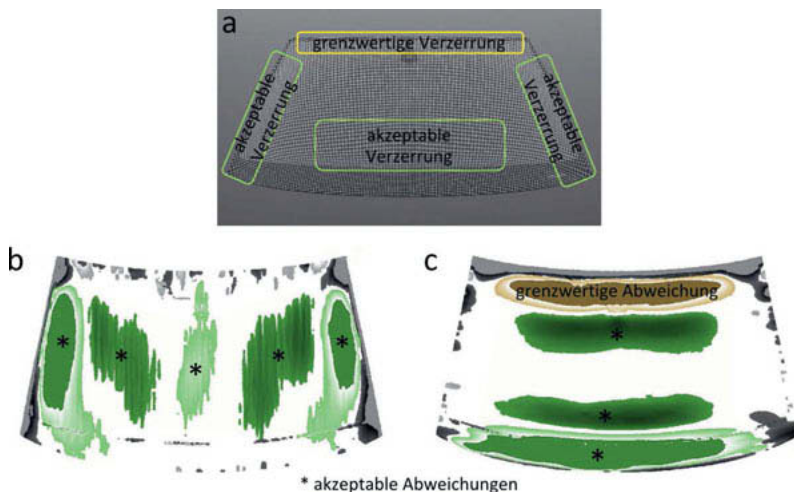 a
grenzwertige Verzerrung
akzeptable
Verzerrung
akzeptable
Verzerrung
akzeptable
Verzerrung
b
c
grenzwertige Abweichung
*
*
*
*
*
*
*
*
* akzeptable Abweichungen